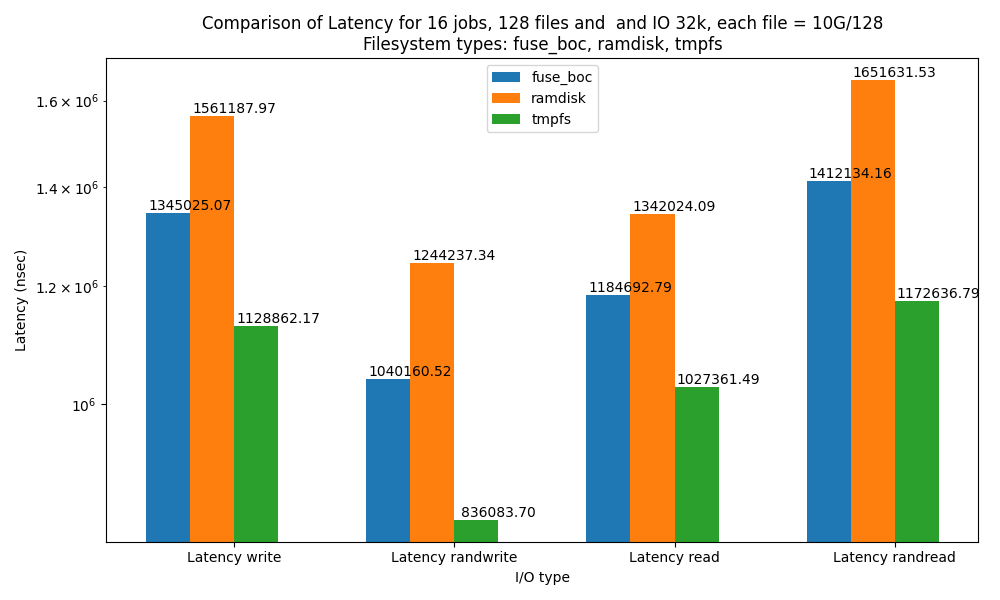 Comparison of Latency for 16 jobs, 128 files and  and IO 32k, each file = 10G/128
Filesystem types: fuse_boc, ramdisk, tmpfs
fuse_boc
ramdisk
tmpfs
Latency (nsec)
1.6 × 10⁶
1.4 × 10⁶
1.2 × 10⁶
10⁶
1345025.07
1561187.97
1128862.17
1040160.52
1244237.34
836083.70
1184692.79
1342024.09
1027361.49
1412134.16
1651631.53
1172636.79
Latency write
Latency randwrite
Latency read
Latency randread
I/O type